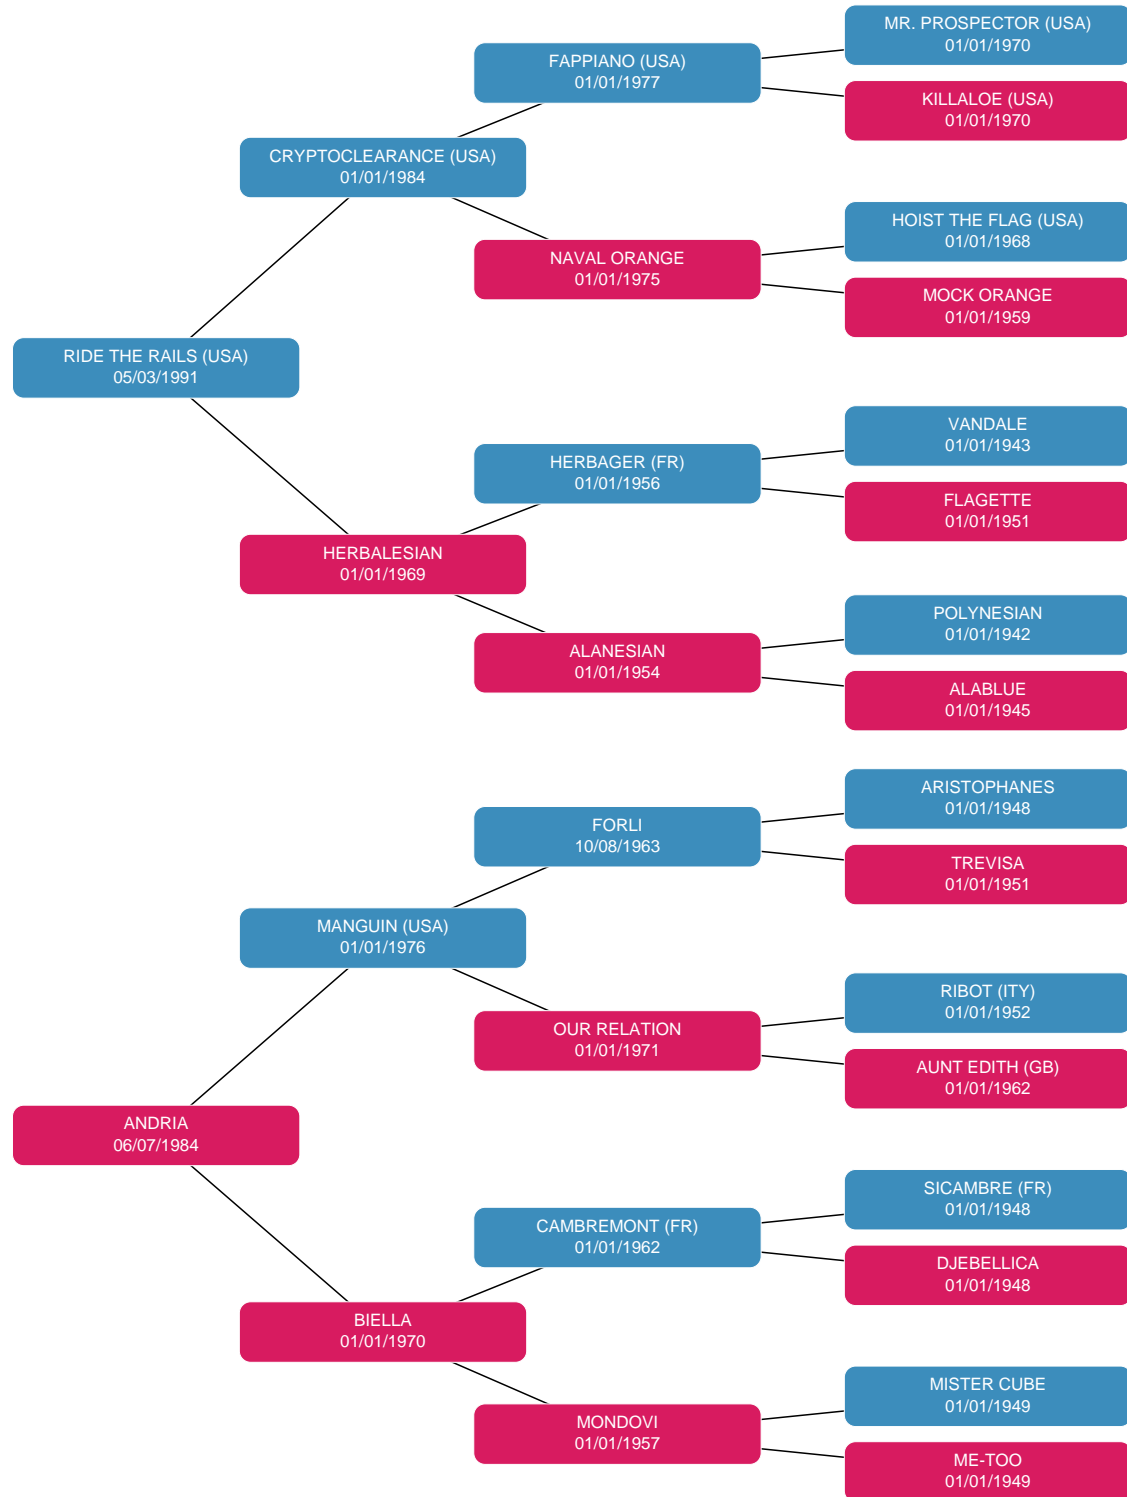 MR. PROSPECTOR (USA)
01/01/1970
FAPPIANO (USA)
01/01/1977
KILLALOE (USA)
01/01/1970
CRYPTOCLEARANCE (USA)
01/01/1984
HOIST THE FLAG (USA)
01/01/1968
NAVAL ORANGE
01/01/1975
MOCK ORANGE
01/01/1959
RIDE THE RAILS (USA)
05/03/1991
VANDALE
01/01/1943
HERBAGER (FR)
01/01/1956
FLAGETTE
01/01/1951
HERBALESIAN
01/01/1969
POLYNESIAN
01/01/1942
ALANESIAN
01/01/1954
ALABLUE
01/01/1945
ARISTOPHANES
01/01/1948
FORLI
10/08/1963
TREVISA
01/01/1951
MANGUIN (USA)
01/01/1976
RIBOT (ITY)
01/01/1952
OUR RELATION
01/01/1971
AUNT EDITH (GB)
01/01/1962
ANDRIA
06/07/1984
SICAMBRE (FR)
01/01/1948
CAMBREMONT (FR)
01/01/1962
DJEBELLICA
01/01/1948
BIELLA
01/01/1970
MISTER CUBE
01/01/1949
MONDOVI
01/01/1957
ME-TOO
01/01/1949